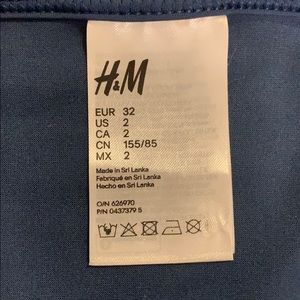 H&M
EUR 32
US 2
CA 2
CN 155/85
MX 2
Made in Sri Lanka
Fabriqué en Sri Lanka
Hecho en Sri Lanka
O/N 626970
P/N 0437379 5